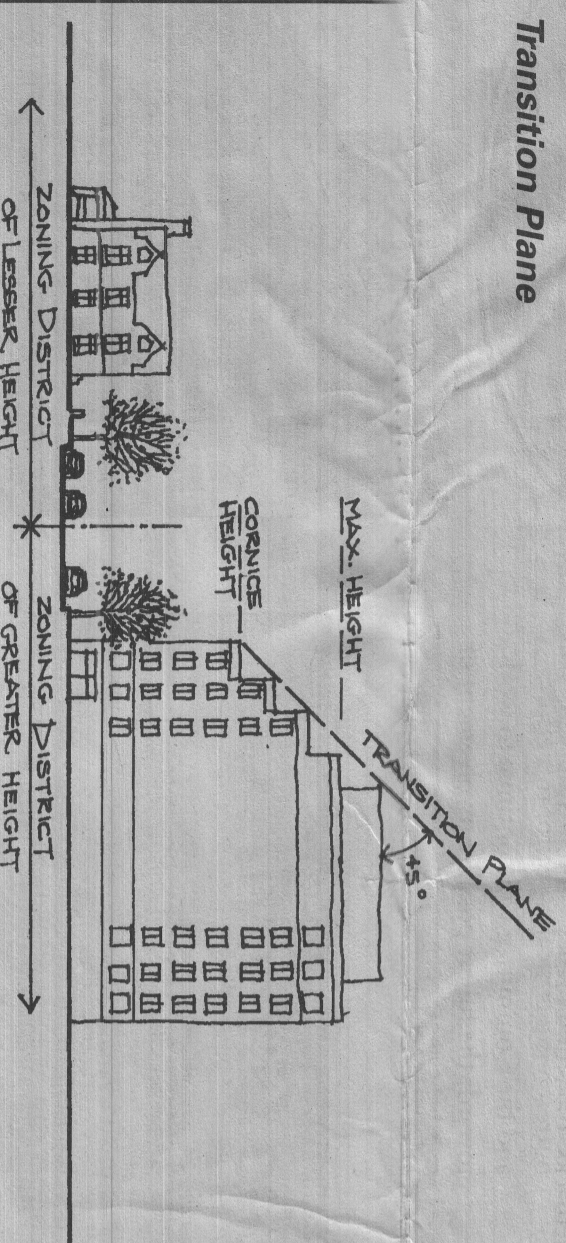 Transition Plane
MAX. HEIGHT
CORNICE
HEIGHT
TRANSITION PLANE
45°
ZONING DISTRICT
OF LESSER HEIGHT
ZONING DISTRICT
OF GREATER HEIGHT